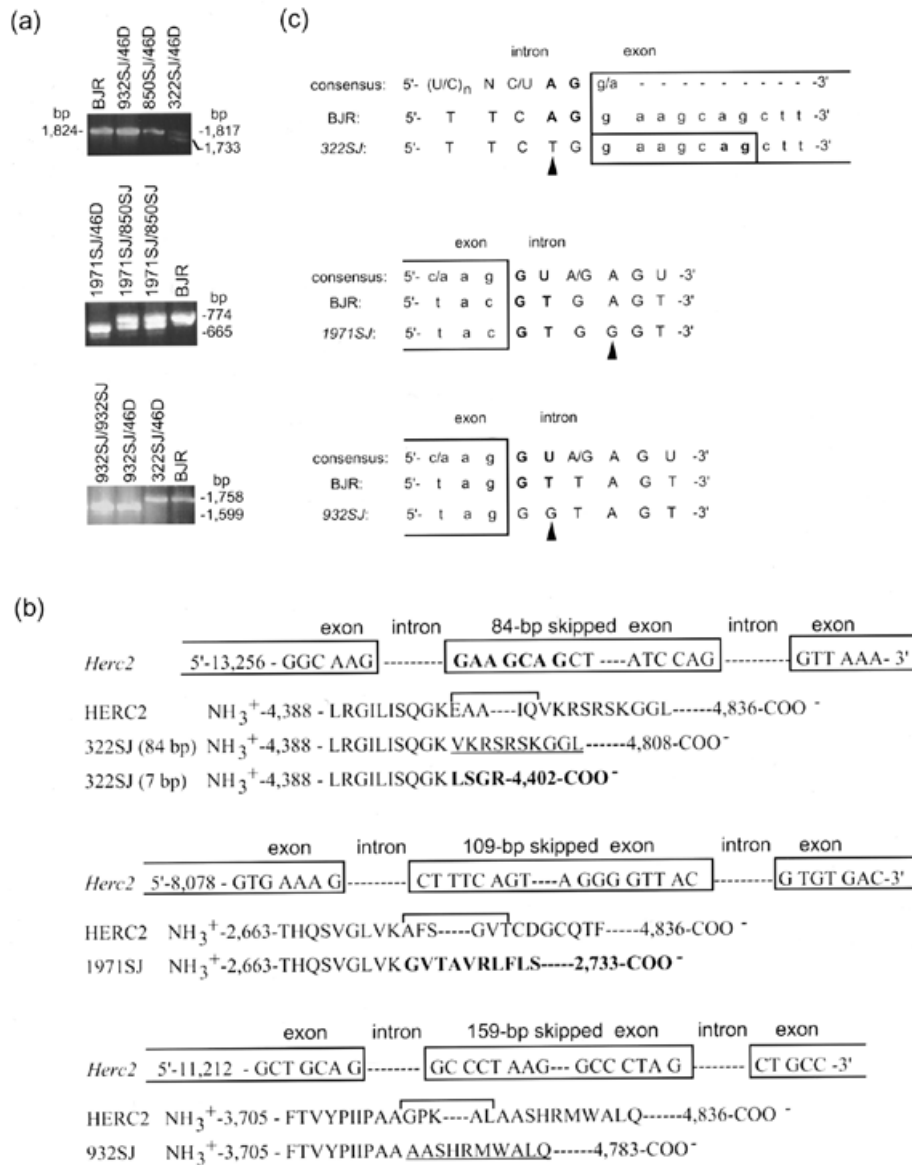 (a)
BJR
932SJ/46D
850SJ/46D
322SJ/46D
bp
bp
1,824-
-1,817
-1,733
1971SJ/46D
1971SJ/850SJ
1971SJ/850SJ
BJR
bp
-774
-665
932SJ/932SJ
932SJ/46D
322SJ/46D
BJR
bp
-1,758
-1,599
(c)
intron exon
consensus: 5'- (U/C)n N C/U A G g/a - - - - - - - - - -3'
BJR: 5'- T T C A G g a a g c a g c t t -3'
322SJ: 5'- T T C T G g a a g c a g c t t -3'
exon intron
consensus: 5'- c/a a g G U A/G A G U -3'
BJR: 5'- t a c G T G A G T -3'
1971SJ: 5'- t a c G T G G G T -3'
exon intron
consensus: 5'- c/a a g G U A/G A G U -3'
BJR: 5'- t a g G T T A G T -3'
932SJ: 5'- t a g G G T A G T -3'
(b)
exon intron 84-bp skipped exon intron exon
Herc2 5'-13,256 - GGC AAG -------- GAA GCA GCT ----ATC CAG -------- GTT AAA- 3'
HERC2 NH3+-4,388 - LRGILISQGKEAA----IQVKRSRSKGGL------4,836-COO-
322SJ (84 bp) NH3+-4,388 - LRGILISQGK VKRSRSKGGL------4,808-COO-
322SJ (7 bp) NH3+-4,388 - LRGILISQGK LSGR-4,402-COO-
exon intron 109-bp skipped exon intron exon
Herc2 5'-8,078 - GTG AAA G -------- CT TTC AGT----A GGG GTT AC -------- G TGT GAC-3'
HERC2 NH3+-2,663-THQSVGLVKAFS-----GVTCDGCQTF-----4,836-COO-
1971SJ NH3+-2,663-THQSVGLVK GVTAVRLFLS-----2,733-COO-
exon intron 159-bp skipped exon intron exon
Herc2 5'-11,212 - GCT GCA G -------- GC CCT AAG---GCC CTA G -------- CT GCC -3'
HERC2 NH3+-3,705 - FTVYPIIPAAGPK----ALAASHRMWALQ------4,836-COO-
932SJ NH3+-3,705 - FTVYPIIPAA AASHRMWALQ------4,783-COO-